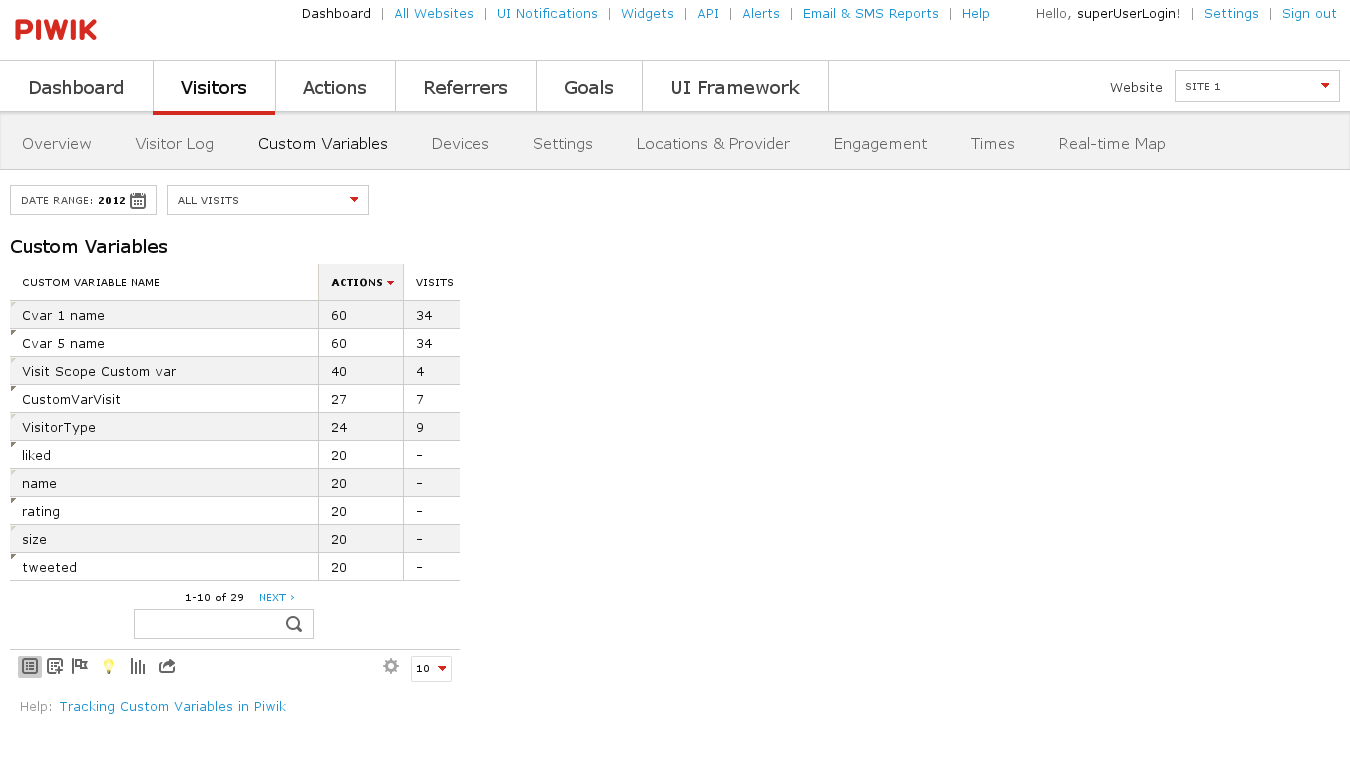 PIWIK
Dashboard | All Websites | UI Notifications | Widgets | API | Alerts | Email & SMS Reports | Help
Hello, superUserLogin! | Settings | Sign out
Dashboard Visitors Actions Referrers Goals UI Framework
Website SITE 1
Overview Visitor Log Custom Variables Devices Settings Locations & Provider Engagement Times Real-time Map
DATE RANGE: 2012 ALL VISITS
Custom Variables
CUSTOM VARIABLE NAME ACTIONS VISITS
Cvar 1 name 60 34
Cvar 5 name 60 34
Visit Scope Custom var 40 4
CustomVarVisit 27 7
VisitorType 24 9
liked 20 -
name 20 -
rating 20 -
size 20 -
tweeted 20 -
1-10 of 29 NEXT ›
10
Help: Tracking Custom Variables in Piwik